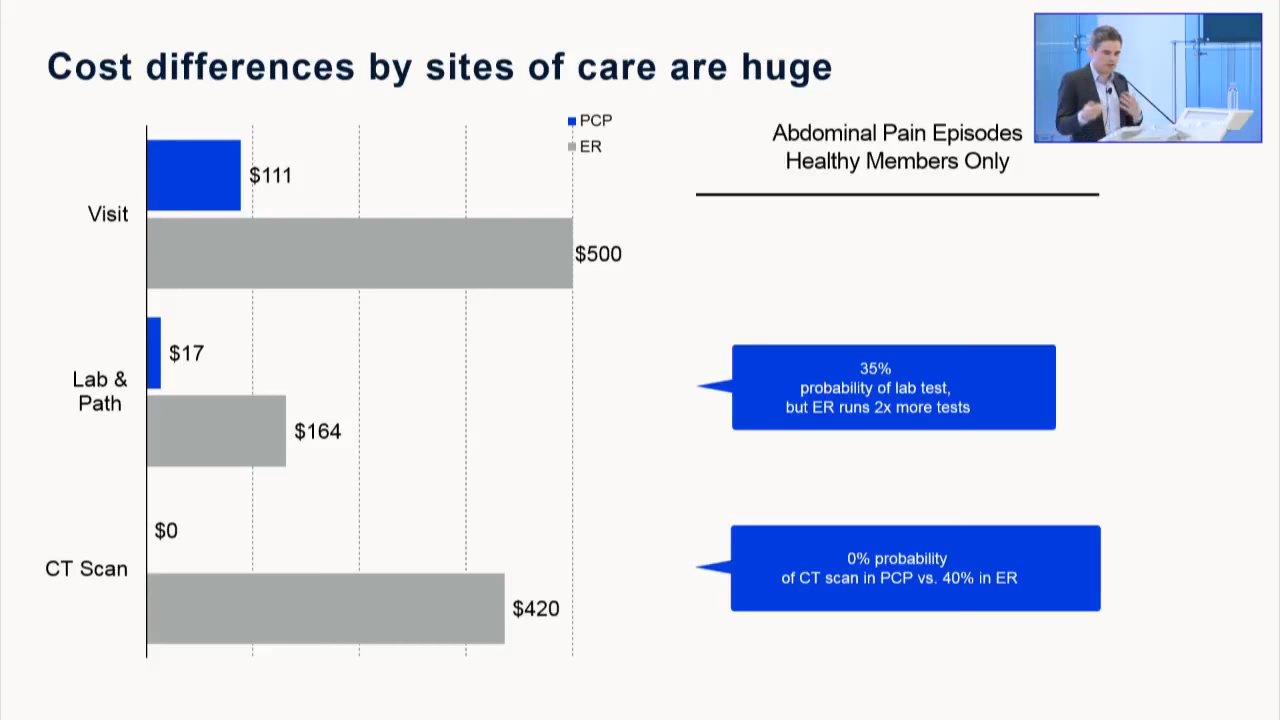 Cost differences by sites of care are huge
PCP
ER
Abdominal Pain Episodes
Healthy Members Only
Visit
$111
$500
Lab &
Path
$17
$164
35%
probability of lab test,
but ER runs 2x more tests
CT Scan
$0
$420
0% probability
of CT scan in PCP vs. 40% in ER